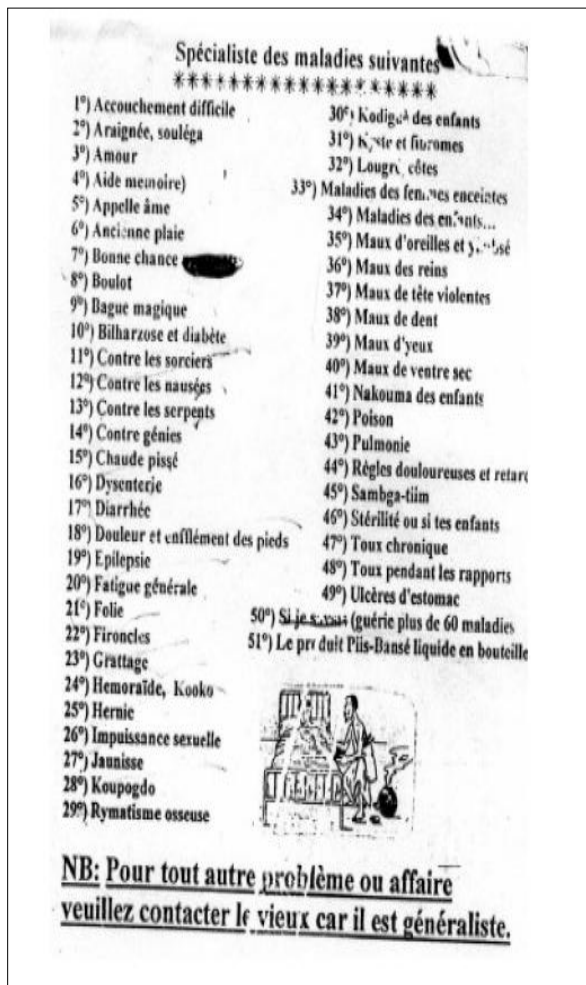 Spécialiste des maladies suivantes
*******************
1°) Accouchement difficile
2°) Araignée, souléga
3°) Amour
4°) Aide memoire)
5°) Appelle âme
6°) Ancienne plaie
7°) Bonne chance
8°) Boulot
9°) Bague magique
10°) Bilharzose et diabète
11°) Contre les sorciers
12°) Contre les nausées
13°) Contre les serpents
14°) Contre génies
15°) Chaude pissé
16°) Dysenterie
17°) Diarrhée
18°) Douleur et enflément des pieds
19°) Epilepsie
20°) Fatigue générale
21°) Folie
22°) Fironcles
23°) Grattage
24°) Hemoraïde, Kooko
25°) Hernie
26°) Impuissance sexuelle
27°) Jaunisse
28°) Koupogdo
29°) Rymatisme osseuse
30°) des enfants
31°) et fibromes
32°) côtes
33°) Maladies des femmes enceintes
34°) Maladies des enfants...
35°) Maux d'oreilles et
36°) Maux des reins
37°) Maux de tête violentes
38°) Maux de dent
39°) Maux d'yeux
40°) Maux de ventre sec
41°) Nakouma des enfants
42°) Poison
43°) Pulmonie
44°) Règles douloureuses et retard
45°) Sambga-tiim
46°) Stérilité ou si tes enfants
47°) Toux chronique
48°) Toux pendant les rapports
49°) Ulcères d'estomac
50°) Si je (guérie plus de 60 maladies
51°) Le produit Piis-Bansé liquide en bouteille
NB: Pour tout autre problème ou affaire
veuillez contacter le vieux car il est généraliste.